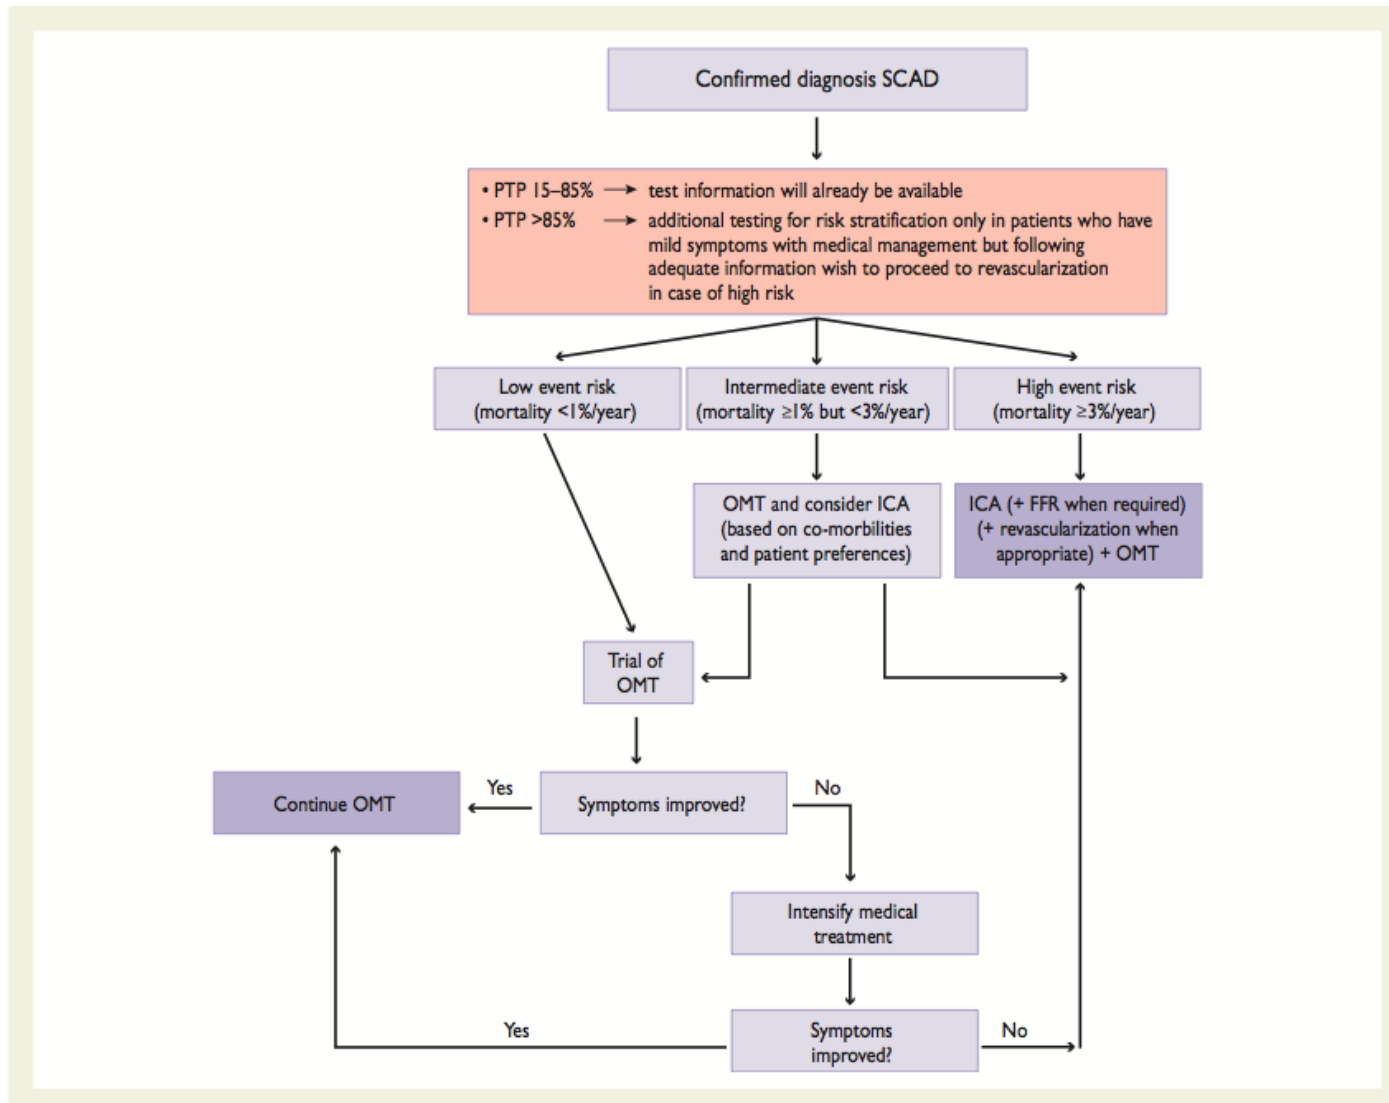 Confirmed diagnosis SCAD
• PTP 15–85% → test information will already be available
• PTP >85% → additional testing for risk stratification only in patients who have
mild symptoms with medical management but following
adequate information wish to proceed to revascularization
in case of high risk
Low event risk
(mortality <1%/year)
Intermediate event risk
(mortality ≥1% but <3%/year)
High event risk
(mortality ≥3%/year)
OMT and consider ICA
(based on co-morbilities
and patient preferences)
ICA (+ FFR when required)
(+ revascularization when
appropriate) + OMT
Trial of
OMT
Continue OMT
Yes
Symptoms improved?
No
Intensify medical
treatment
Yes
Symptoms
improved?
No